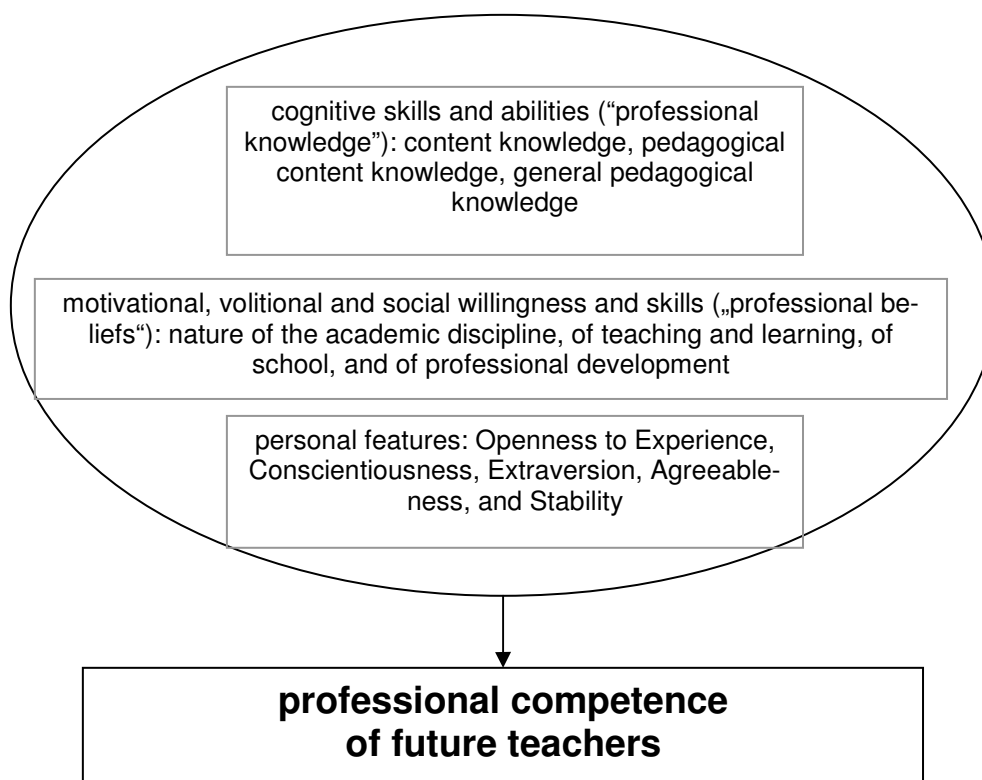 cognitive skills and abilities (“professional
knowledge”): content knowledge, pedagogical
content knowledge, general pedagogical
knowledge
motivational, volitional and social willingness and skills („professional be-
liefs“): nature of the academic discipline, of teaching and learning, of
school, and of professional development
personal features: Openness to Experience,
Conscientiousness, Extraversion, Agreeable-
ness, and Stability
professional competence
of future teachers